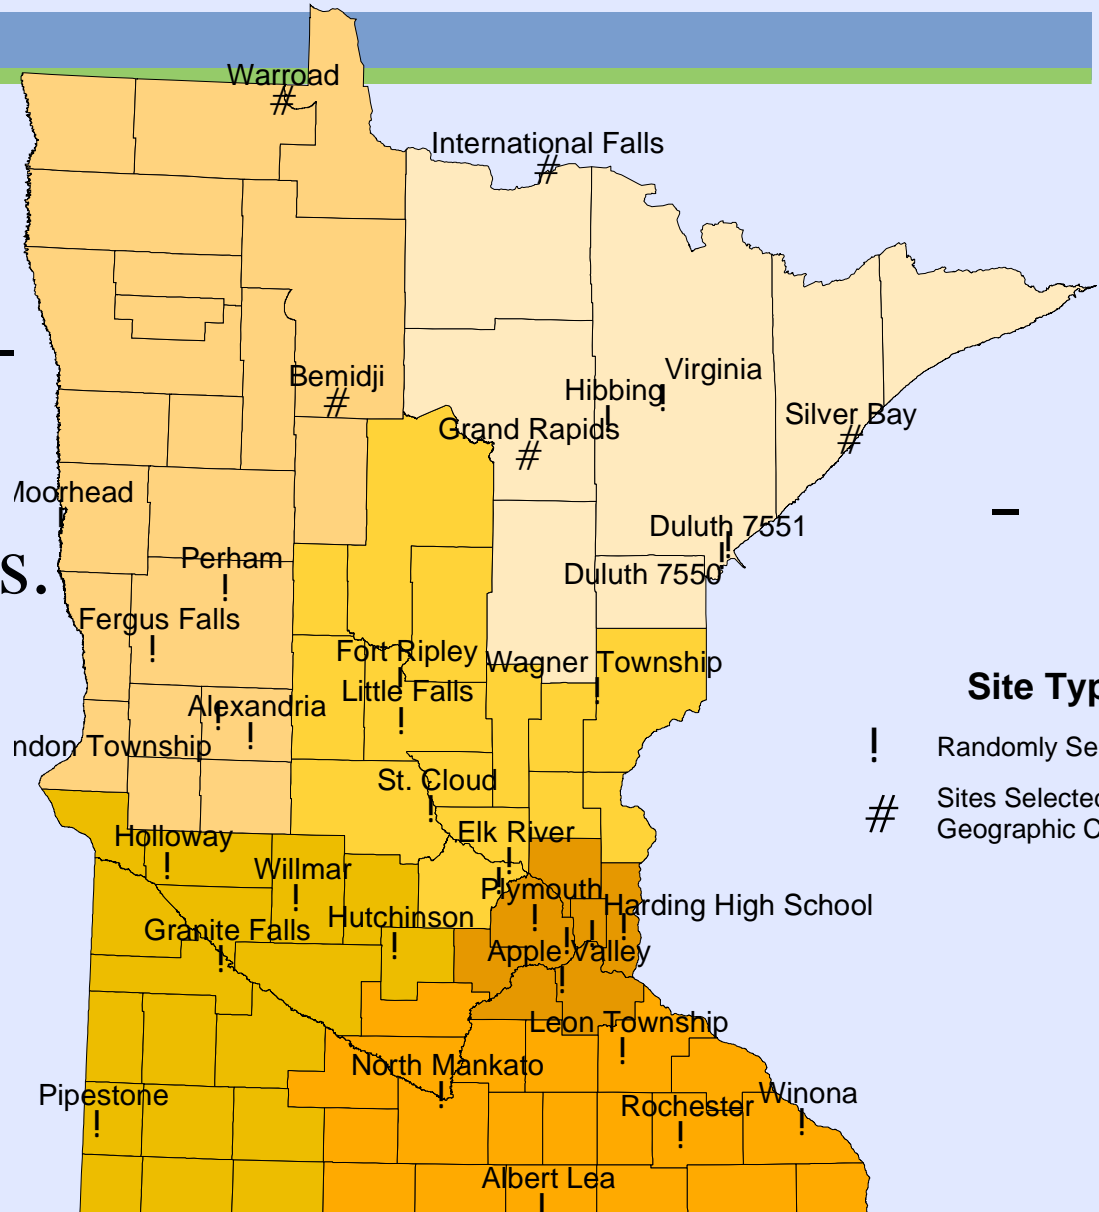 Warroad
#
International Falls
#
Virginia
Bemidji
Hibbing!
!
#
Silver Bay
Grand Rapids
#
#
Moorhead
Duluth 7551
!
!
Perham
s.
Duluth 7550
!
Fergus Falls
!
Fort Ripley
!
Wagner Township
!
Little Falls
!
Site Typ
Alexandria
!
!
ndon Township
! Randomly Se
St. Cloud
!
# Sites Selected
Geographic C
Elk River
!
Holloway
!
Willmar
!
!
Plymouth
!
Harding High School
!
Hutchinson
!
Granite Falls
!
!
!
Apple Valley
!
Leon Township
!
North Mankato
!
Pipestone
!
Winona
!
Rochester
!
Albert Lea
!